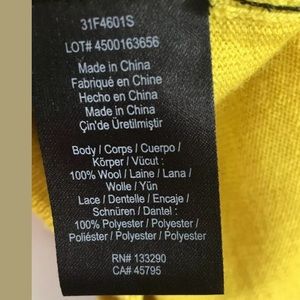 31F4601S
LOT# 4500163656
Made in China
Fabriqué en Chine
Hecho en China
Made in China
Çin'de Üretilmiştir
Body / Corps / Cuerpo /
Körper / Vücut :
100% Wool / Laine / Lana /
Wolle / Yün
Lace / Dentelle / Encaje /
Schnüren / Dantel :
100% Polyester / Polyester /
Poliéster / Polyester / Polyester
RN# 133290
CA# 45795